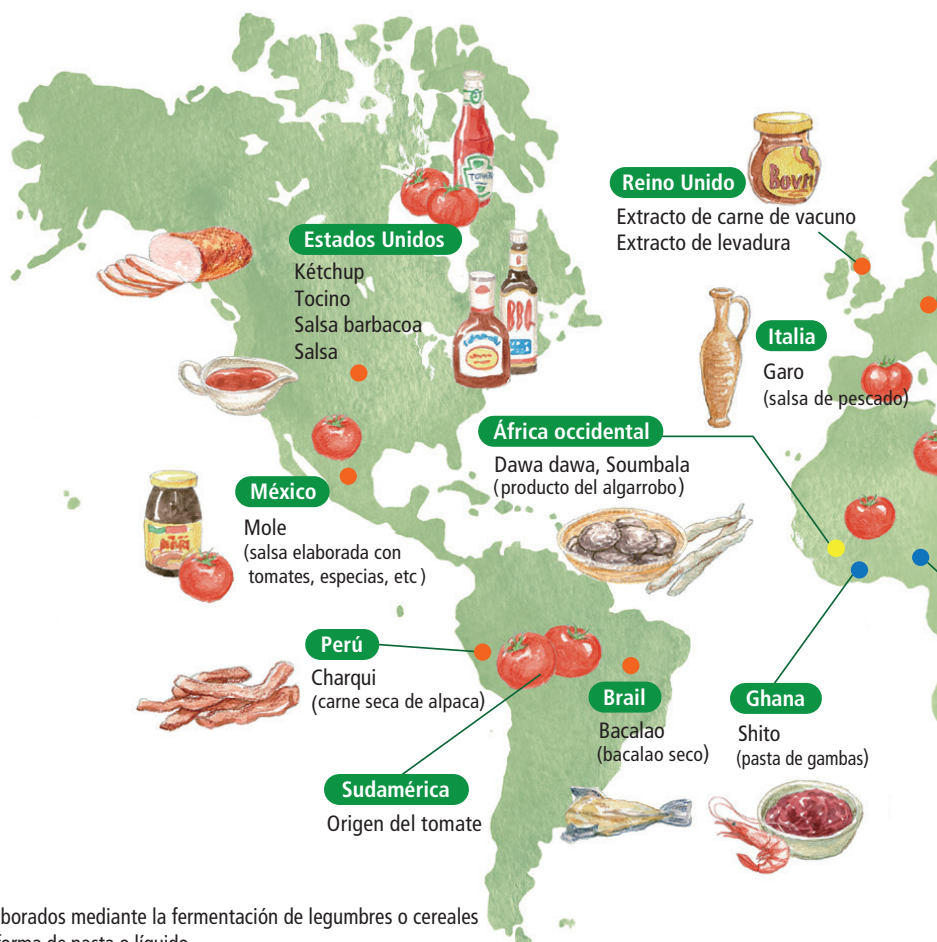 Reino Unido
Extracto de carne de vacuno
Extracto de levadura
Estados Unidos
Kétchup
Tocino
Salsa barbacoa
Salsa
BBQ
Italia
Garo
(salsa de pescado)
África occidental
Dawa dawa, Soumbala
(producto del algarrobo)
México
Mole
(salsa elaborada con
tomates, especias, etc)
Perú
Charqui
(carne seca de alpaca)
Brail
Bacalao
(bacalao seco)
Ghana
Shito
(pasta de gambas)
Sudamérica
Origen del tomate
borados mediante la fermentación de legumbres o cereales